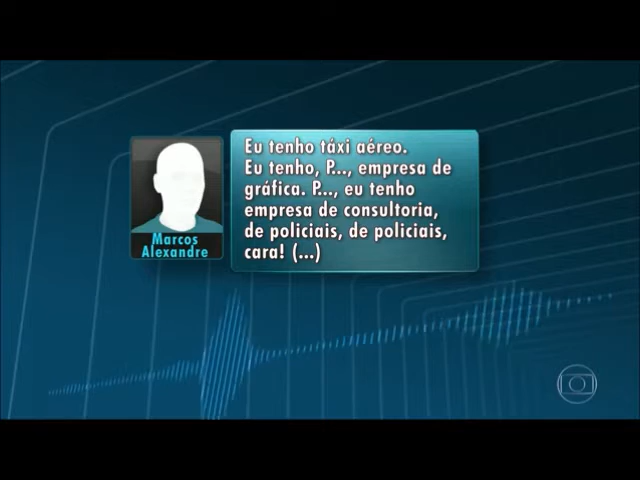 Eu tenho táxi aéreo.
Eu tenho, P..., empresa de
gráfica. P..., eu tenho
empresa de consultoria,
de policiais, de policiais,
cara! (...)
Marcos
Alexandre